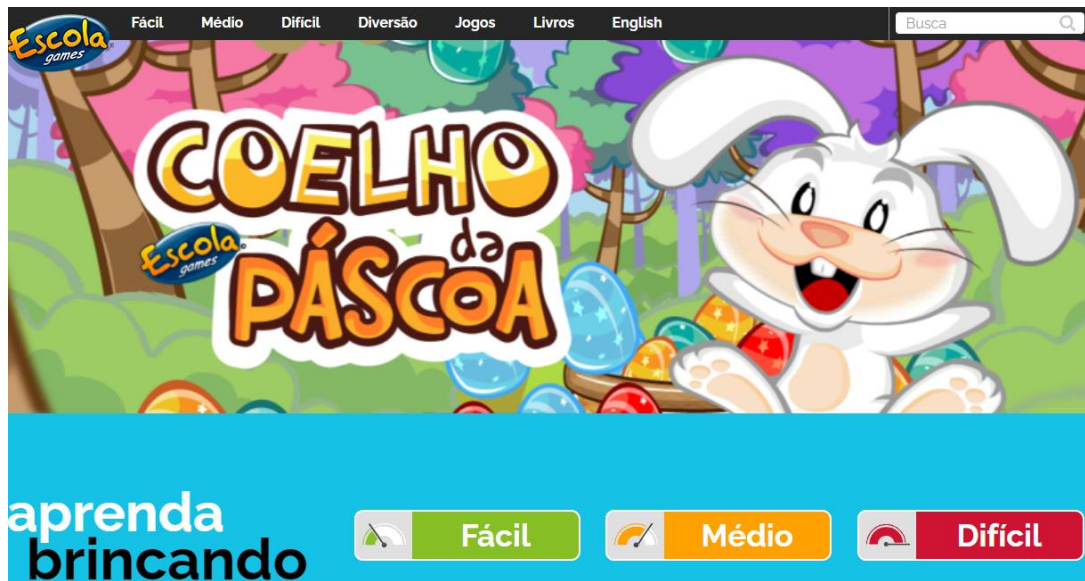 Escola games
Fácil Médio Difícil Diversão Jogos Livros English Busca
COELHO
da
Escola games
PÁSCOA
aprenda
brincando
Fácil Médio Difícil